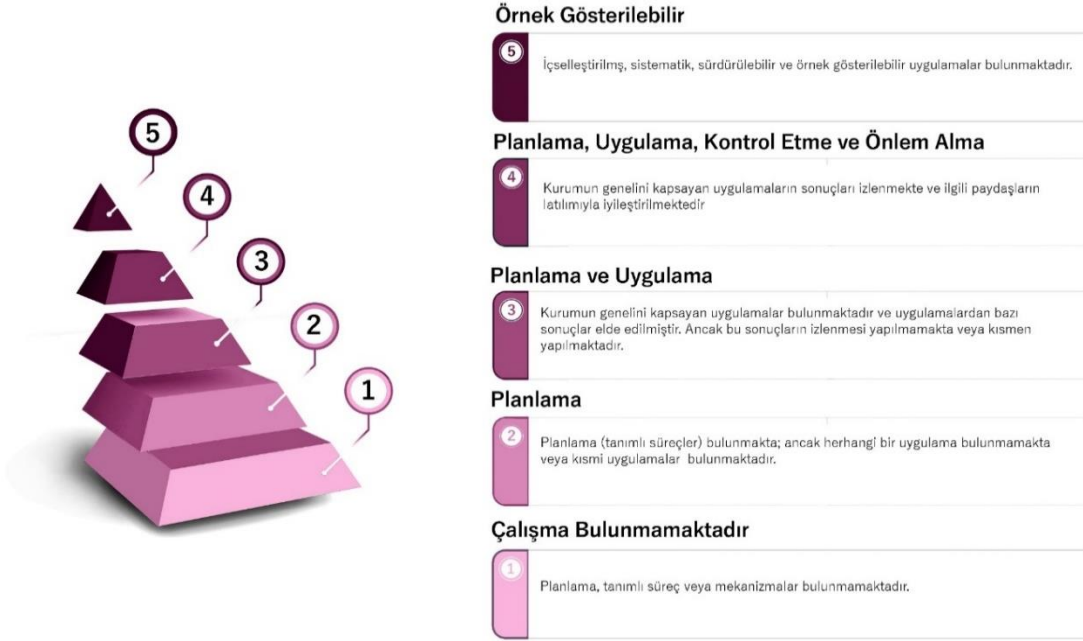 5
4
3
2
1
Örnek Gösterilebilir
5
İçselleştirilmş, sistematik, sürdürülebilir ve örnek gösterilebilir uygulamalar bulunmaktadır.
Planlama, Uygulama, Kontrol Etme ve Önlem Alma
4
Kurumun genelini kapsayan uygulamaların sonuçları izlenmekte ve ilgili paydaşların
latılımıyla iyileştirilmektedir
Planlama ve Uygulama
3
Kurumun genelini kapsayan uygulamalar bulunmaktadır ve uygulamalardan bazı
sonuçlar elde edilmiştir. Ancak bu sonuçların izlenmesi yapılmamakta veya kısmen
yapılmaktadır.
Planlama
2
Planlama (tanımlı süreçler) bulunmakta; ancak herhangi bir uygulama bulunmamakta
veya kısmi uygulamalar bulunmaktadır.
Çalışma Bulunmamaktadır
1
Planlama, tanımlı süreç veya mekanizmalar bulunmamaktadır.